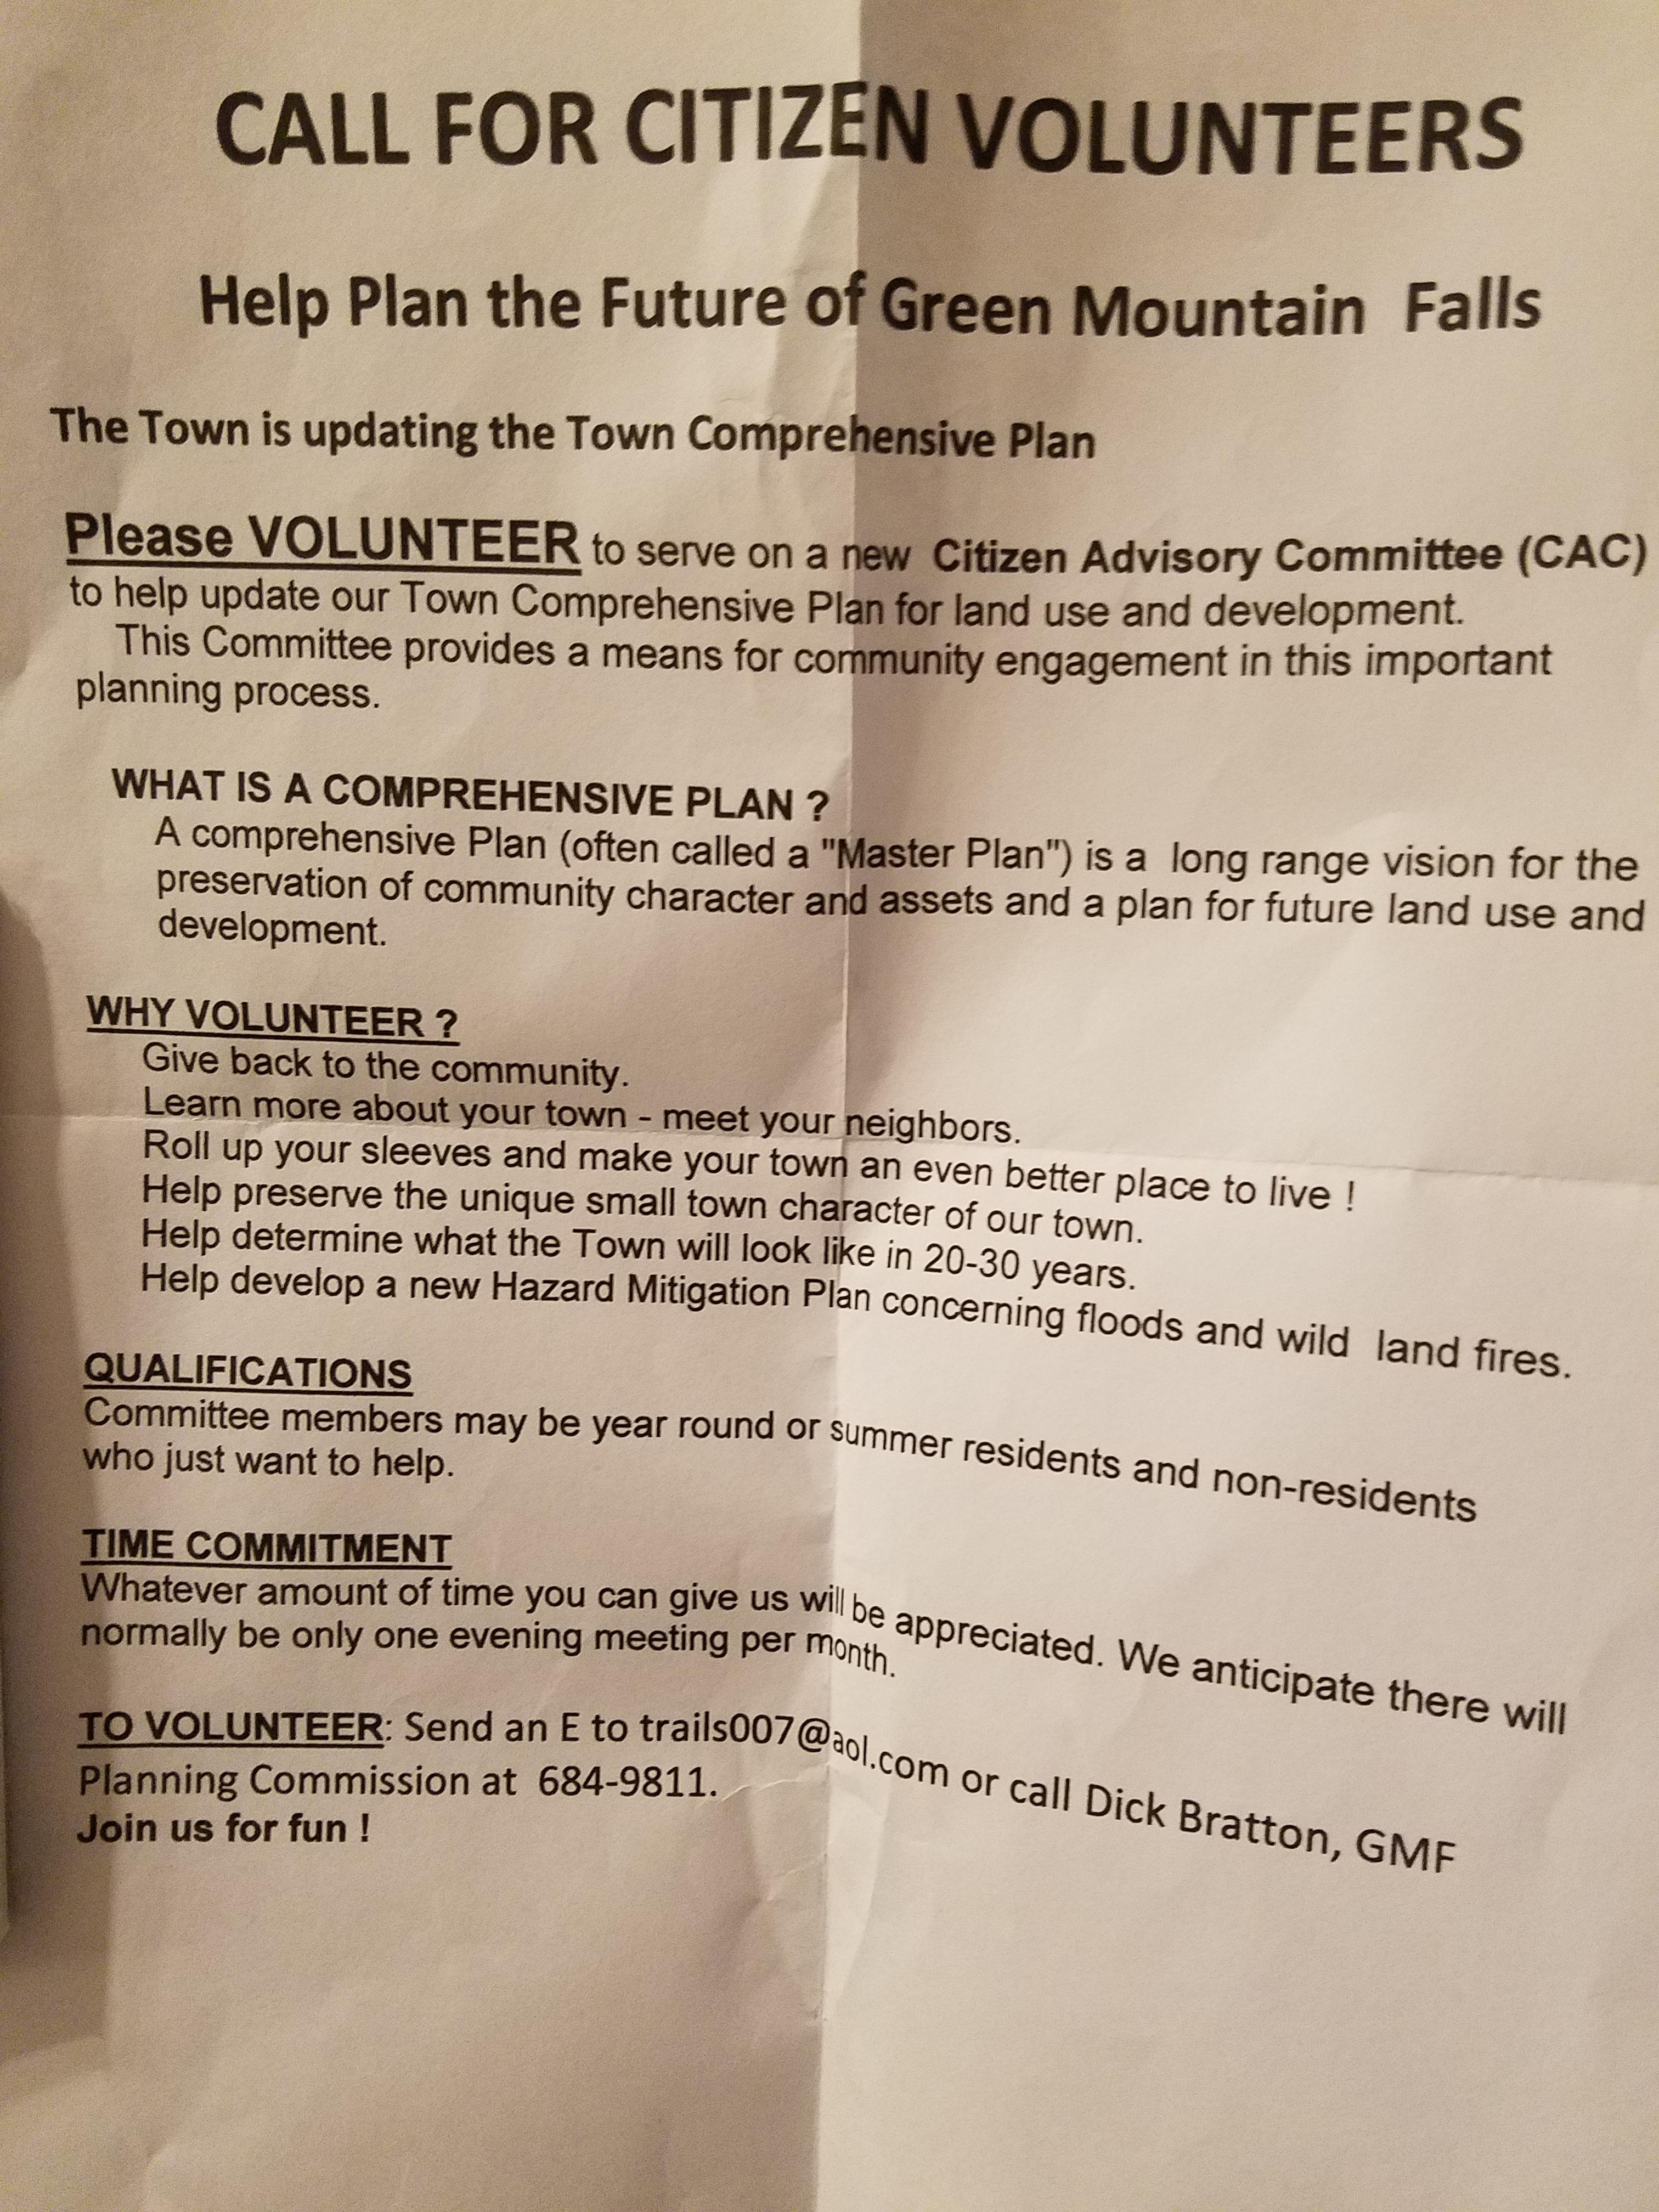 CALL FOR CITIZEN VOLUNTEERS
Help Plan the Future of Green Mountain Falls
The Town is updating the Town Comprehensive Plan
Please VOLUNTEER to serve on a new Citizen Advisory Committee (CAC)
to help update our Town Comprehensive Plan for land use and development.
This Committee provides a means for community engagement in this important
planning process.
WHAT IS A COMPREHENSIVE PLAN ?
A comprehensive Plan (often called a "Master Plan") is a long range vision for the
preservation of community character and assets and a plan for future land use and
development.
WHY VOLUNTEER ?
Give back to the community.
Learn more about your town - meet your neighbors.
Roll up your sleeves and make your town an even better place to live !
Help preserve the unique small town character of our town.
Help determine what the Town will look like in 20-30 years.
Help develop a new Hazard Mitigation Plan concerning floods and wild land fires.
QUALIFICATIONS
Committee members may be year round or summer residents and non-residents
who just want to help.
TIME COMMITMENT
Whatever amount of time you can give us will be appreciated. We anticipate there will
normally be only one evening meeting per month.
TO VOLUNTEER: Send an E to trails007@aol.com or call Dick Bratton, GMF
Planning Commission at 684-9811.
Join us for fun !